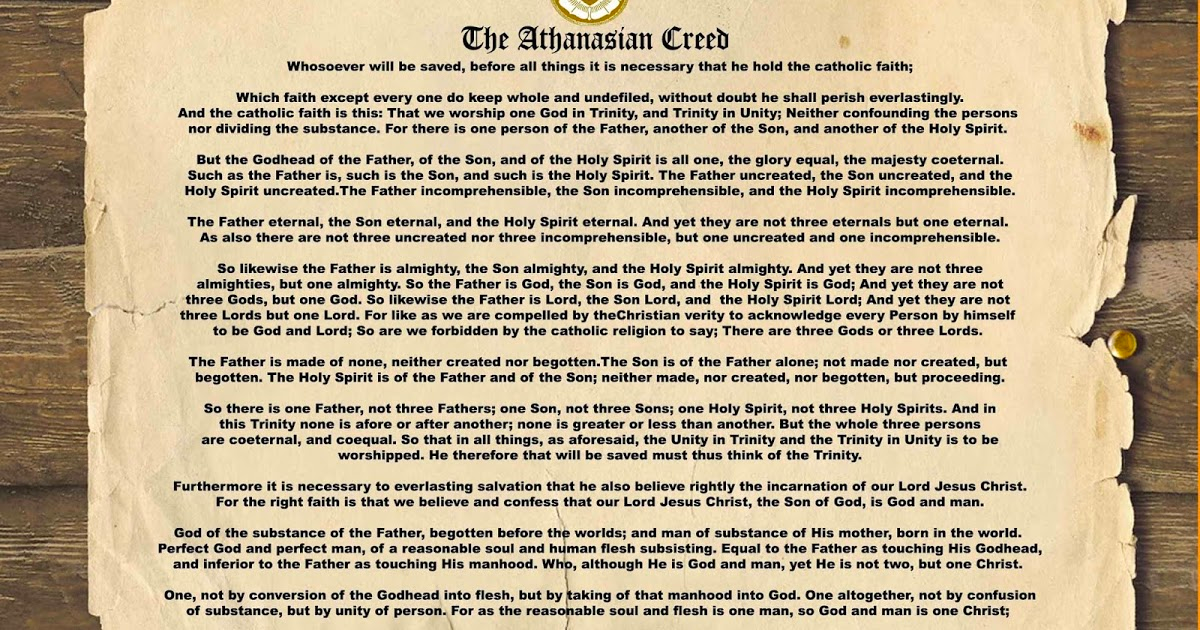 The Athanasian Creed
Whosoever will be saved, before all things it is necessary that he hold the catholic faith;
Which faith except every one do keep whole and undefiled, without doubt he shall perish everlastingly.
And the catholic faith is this: That we worship one God in Trinity, and Trinity in Unity; Neither confounding the persons
nor dividing the substance. For there is one person of the Father, another of the Son, and another of the Holy Spirit.
But the Godhead of the Father, of the Son, and of the Holy Spirit is all one, the glory equal, the majesty coeternal.
Such as the Father is, such is the Son, and such is the Holy Spirit. The Father uncreated, the Son uncreated, and the
Holy Spirit uncreated.The Father incomprehensible, the Son incomprehensible, and the Holy Spirit incomprehensible.
The Father eternal, the Son eternal, and the Holy Spirit eternal. And yet they are not three eternals but one eternal.
As also there are not three uncreated nor three incomprehensible, but one uncreated and one incomprehensible.
So likewise the Father is almighty, the Son almighty, and the Holy Spirit almighty. And yet they are not three
almighties, but one almighty. So the Father is God, the Son is God, and the Holy Spirit is God; And yet they are not
three Gods, but one God. So likewise the Father is Lord, the Son Lord, and the Holy Spirit Lord; And yet they are not
three Lords but one Lord. For like as we are compelled by theChristian verity to acknowledge every Person by himself
to be God and Lord; So are we forbidden by the catholic religion to say; There are three Gods or three Lords.
The Father is made of none, neither created nor begotten.The Son is of the Father alone; not made nor created, but
begotten. The Holy Spirit is of the Father and of the Son; neither made, nor created, nor begotten, but proceeding.
So there is one Father, not three Fathers; one Son, not three Sons; one Holy Spirit, not three Holy Spirits. And in
this Trinity none is afore or after another; none is greater or less than another. But the whole three persons
are coeternal, and coequal. So that in all things, as aforesaid, the Unity in Trinity and the Trinity in Unity is to be
worshipped. He therefore that will be saved must thus think of the Trinity.
Furthermore it is necessary to everlasting salvation that he also believe rightly the incarnation of our Lord Jesus Christ.
For the right faith is that we believe and confess that our Lord Jesus Christ, the Son of God, is God and man.
God of the substance of the Father, begotten before the worlds; and man of substance of His mother, born in the world.
Perfect God and perfect man, of a reasonable soul and human flesh subsisting. Equal to the Father as touching His Godhead,
and inferior to the Father as touching His manhood. Who, although He is God and man, yet He is not two, but one Christ.
One, not by conversion of the Godhead into flesh, but by taking of that manhood into God. One altogether, not by confusion
of substance, but by unity of person. For as the reasonable soul and flesh is one man, so God and man is one Christ;